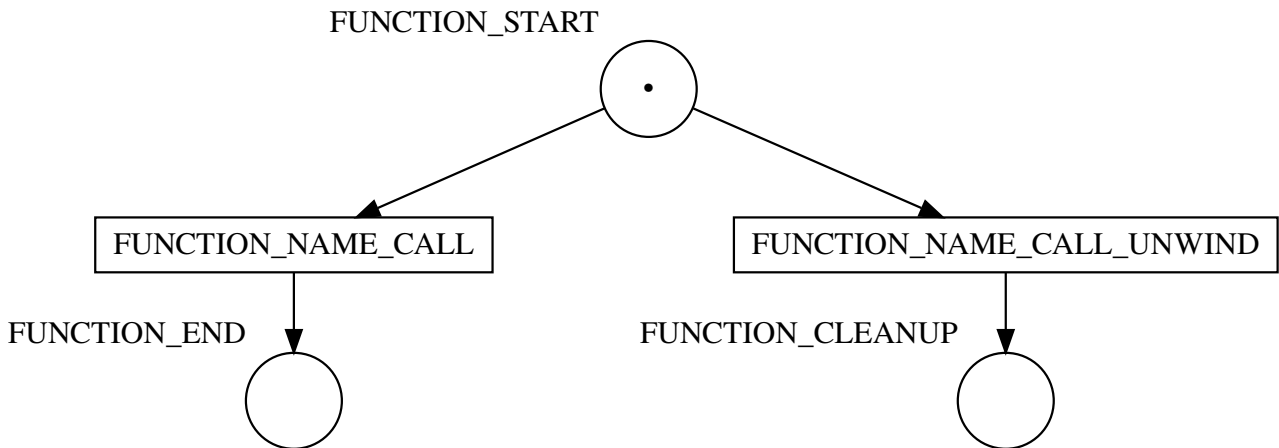 FUNCTION_START
FUNCTION_NAME_CALL
FUNCTION_NAME_CALL_UNWIND
FUNCTION_END
FUNCTION_CLEANUP